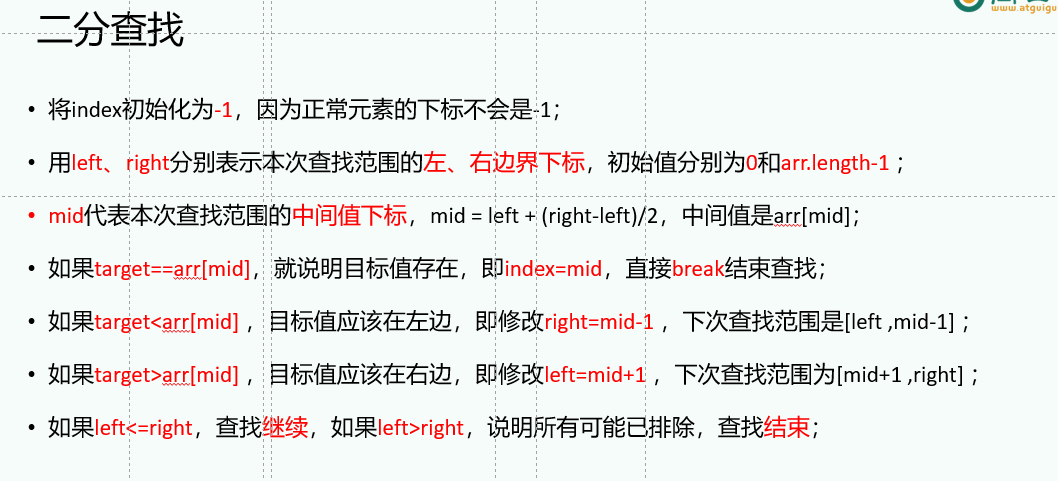 www.atguigu
二分查找
• 将index初始化为-1，因为正常元素的下标不会是-1；
• 用left、right分别表示本次查找范围的左、右边界下标，初始值分别为0和arr.length-1；
• mid代表本次查找范围的中间值下标，mid = left + (right-left)/2，中间值是arr[mid]；
• 如果target==arr[mid]，就说明目标值存在，即index=mid，直接break结束查找；
• 如果target<arr[mid] ，目标值应该在左边，即修改right=mid-1 ，下次查找范围是[left ,mid-1]；
• 如果target>arr[mid] ，目标值应该在右边，即修改left=mid+1 ，下次查找范围为[mid+1 ,right]；
• 如果left<=right，查找继续，如果left>right，说明所有可能已排除，查找结束；